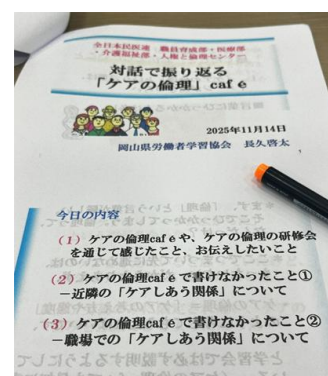 全日本民医連 職員育成部・医療部
・介護福祉部・人権と倫理センター
対話で振り返る
「ケアの倫理」café
2025年11月14日
岡山県労働者学習協会 長久啓太
今日の内容
(1) ケアの倫理caféや、ケアの倫理の研修会
を通じて感じたこと、お伝えしたいこと
(2) ケアの倫理caféで書けなかったこと①
−近隣の「ケアしあう関係」について
(3) ケアの倫理caféで書けなかったこと②
−職場での「ケアしあう関係」について